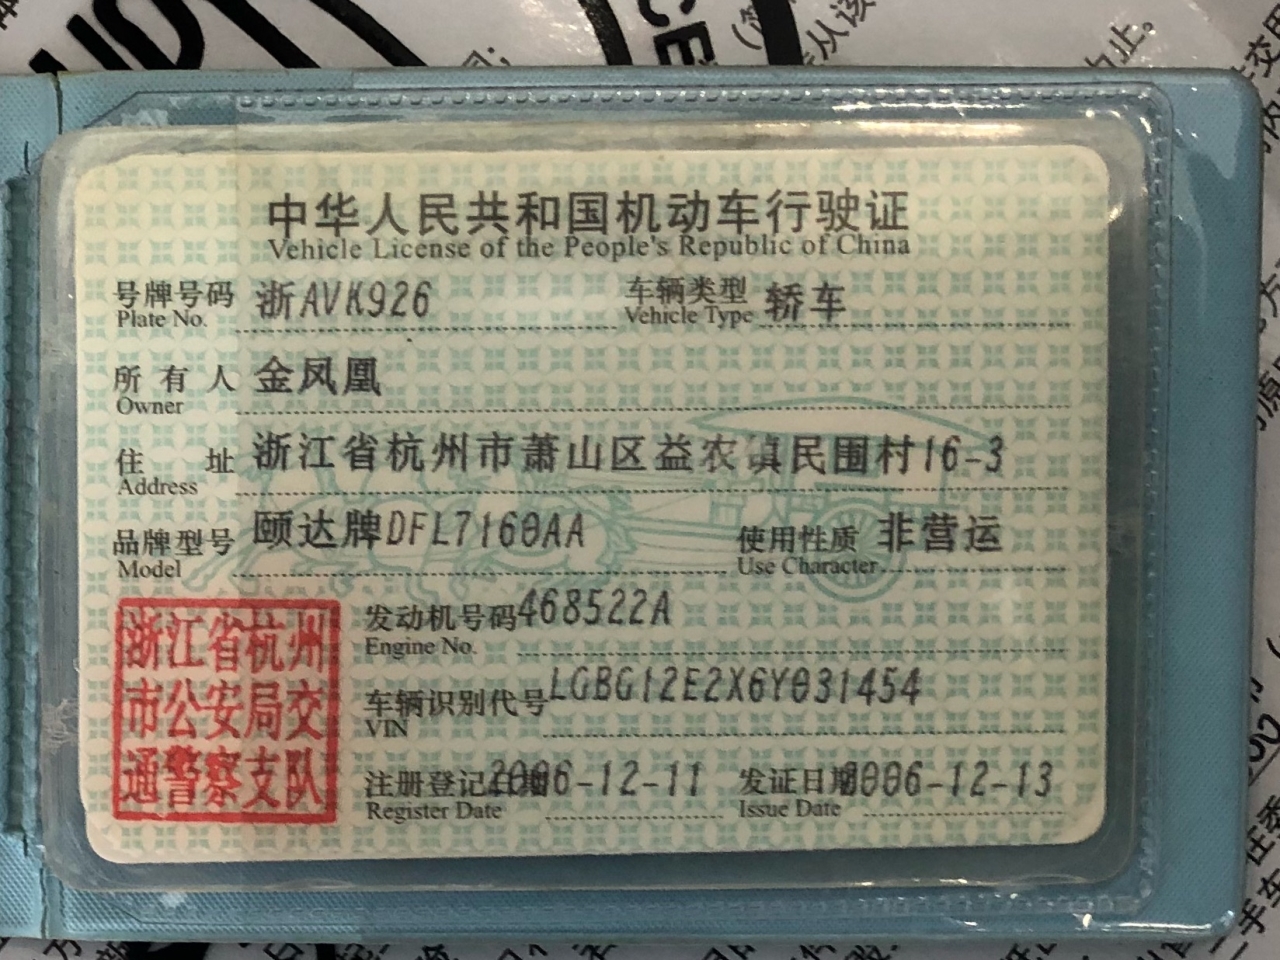 中华人民共和国机动车行驶证
Vehicle License of the People's Republic of China
号牌号码 浙AVK926 车辆类型 轿车
Plate No. Vehicle Type
所有人 金凤凰
Owner
住址 浙江省杭州市萧山区益农镇民围村16-3
Address
品牌型号 颐达牌DFL7160AA 使用性质 非营运
Model Use Character
发动机号码 468522A
Engine No.
车辆识别代号 LGBG12E2X6Y031454
VIN
注册登记日期 2006-12-11 发证日期 2006-12-13
Register Date Issue Date
浙江省杭州
市公安局交
通警察支队